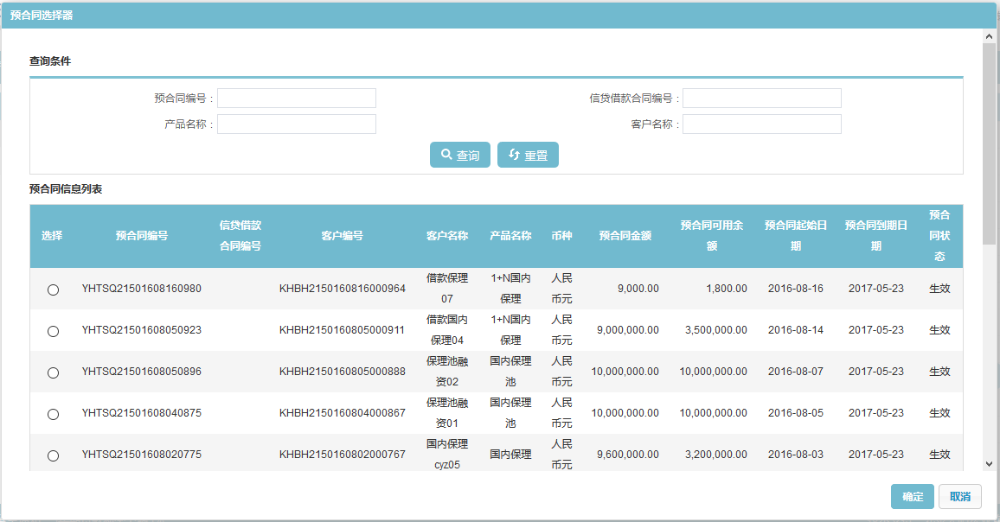 预合同选择器
查询条件
预合同编号：
信贷借款合同编号：
产品名称：
客户名称：
查询
重置
预合同信息列表
选择 预合同编号 信贷借款合同编号 客户编号 客户名称 产品名称 币种 预合同金额 预合同可用余额 预合同起始日期 预合同到期日期 预合同状态
YHTSQ21501608160980 KHBH2150160816000964 借款保理07 1+N国内保理 人民币元 9,000.00 1,800.00 2016-08-16 2017-05-23 生效
YHTSQ21501608050923 KHBH2150160805000911 借款国内保理04 1+N国内保理 人民币元 9,000,000.00 3,500,000.00 2016-08-14 2017-05-23 生效
YHTSQ21501608050896 KHBH2150160805000888 保理池融资02 国内保理池 人民币元 10,000,000.00 10,000,000.00 2016-08-07 2017-05-23 生效
YHTSQ21501608040875 KHBH2150160804000867 保理池融资01 国内保理池 人民币元 10,000,000.00 10,000,000.00 2016-08-05 2017-05-23 生效
YHTSQ21501608020775 KHBH2150160802000767 国内保理cyz05 国内保理 人民币元 9,600,000.00 3,200,000.00 2016-08-03 2017-05-23 生效
确定
取消